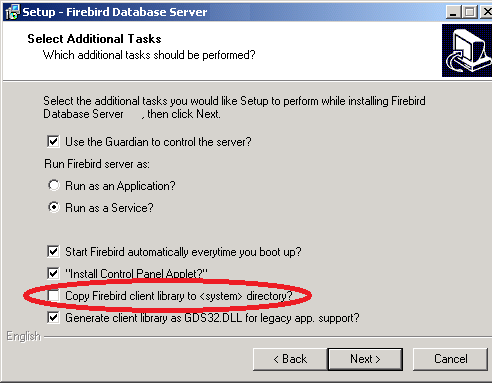 Setup - Firebird Database Server
Select Additional Tasks
Which additional tasks should be performed?
Select the additional tasks you would like Setup to perform while installing Firebird
Database Server , then click Next.
Use the Guardian to control the server?
Run Firebird server as:
Run as an Application?
Run as a Service?
Start Firebird automatically everytime you boot up?
"Install Control Panel Applet?"
Copy Firebird client library to <system> directory?
Generate client library as GDS32.DLL for legacy app. support?
English
< Back
Next >
Cancel